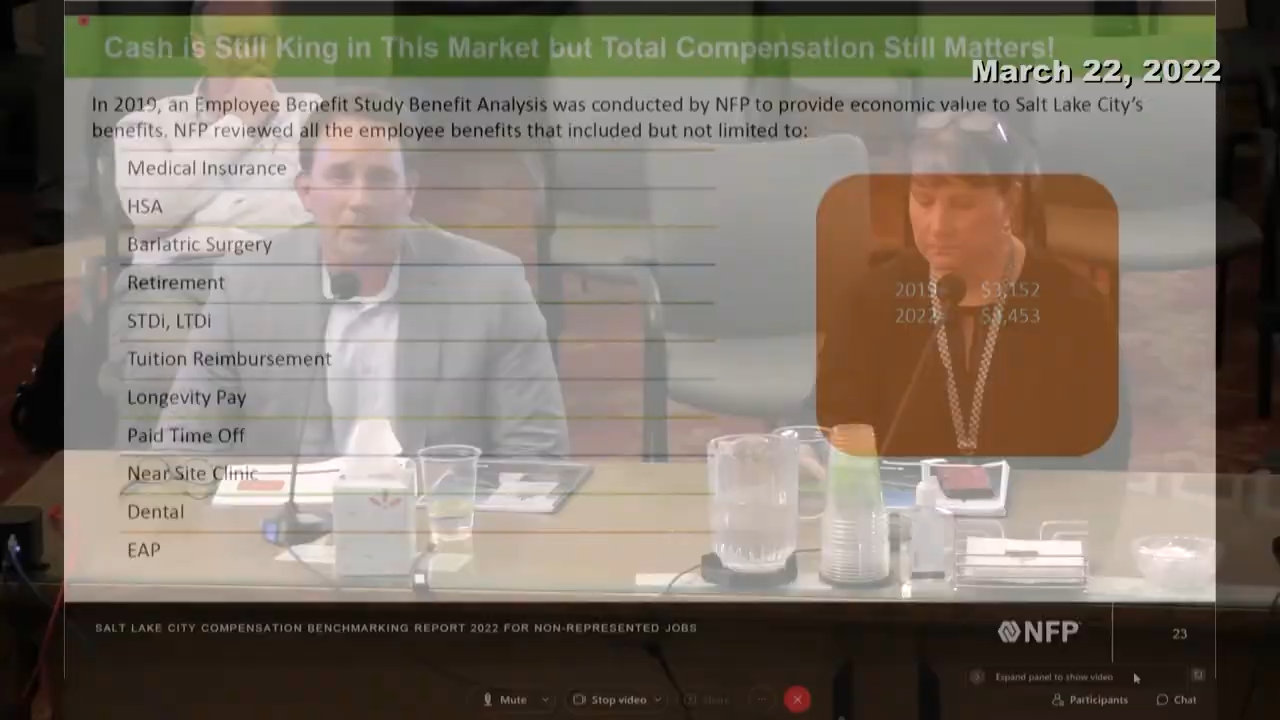 Cash is Still King in This Market but Total Compensation Still Matters!
March 22, 2022
In 2019, an Employee Benefit Study Benefit Analysis was conducted by NFP to provide economic value to Salt Lake City's
benefits. NFP reviewed all the employee benefits that included but not limited to:
Medical Insurance
HSA
Bariatric Surgery
Retirement
STDi, LTDi
Tuition Reimbursement
Longevity Pay
Paid Time Off
Near Site Clinic
Dental
EAP
2019 $3,152
2022
SALT LAKE CITY COMPENSATION BENCHMARKING REPORT 2022 FOR NON-REPRESENTED JOBS
NFP
23
Expand panel to show video
Mute
Stop video
Share
Participants
Chat